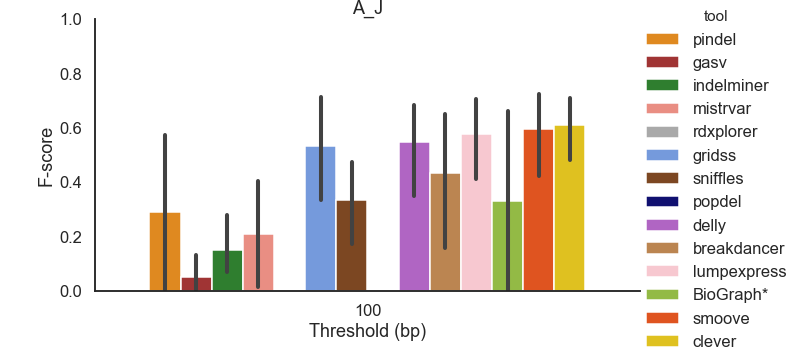 A_J
1.0
0.8
0.6
0.4
0.2
0.0
F-score
100
Threshold (bp)
tool
pindel
gasv
indelminer
mistrvar
rdxplorer
gridss
sniffles
popdel
delly
breakdancer
lumpexpress
BioGraph*
smoove
clever